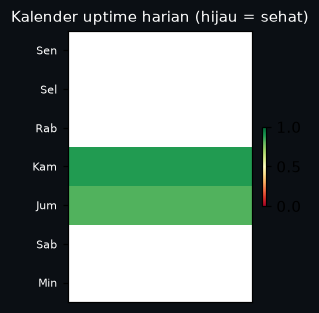 Kalender uptime harian (hijau = sehat)
Sen
Sel
Rab
Kam
Jum
Sab
Min
1.0
0.5
0.0